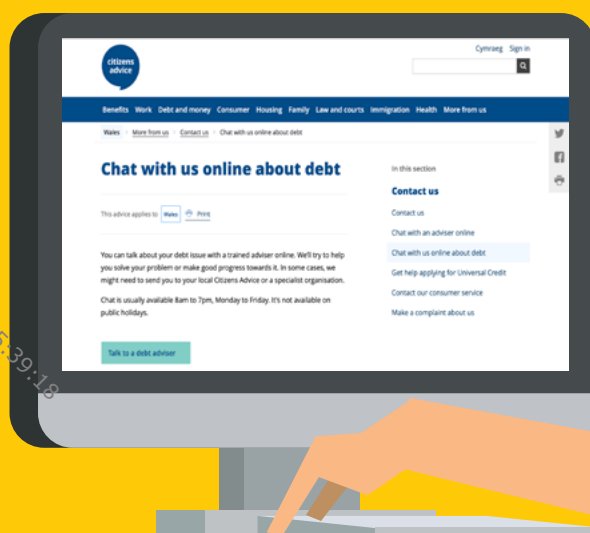 citizens
advice
Cymraeg Sign in
Benefits Work Debt and money Consumer Housing Family Law and courts Immigration Health More from us
Wales More from us Contact us Chat with us online about debt
Chat with us online about debt
This advice applies to Wales Print
You can talk about your debt issue with a trained adviser online. We'll try to help
you solve your problem or make good progress towards it. In some cases, we
might need to send you to your local Citizens Advice or a specialist organisation.
Chat is usually available 8am to 7pm, Monday to Friday. It's not available on
public holidays.
Talk to a debt adviser
In this section
Contact us
Contact us
Chat with an adviser online
Chat with us online about debt
Get help applying for Universal Credit
Contact our consumer service
Make a complaint about us
5:39:18